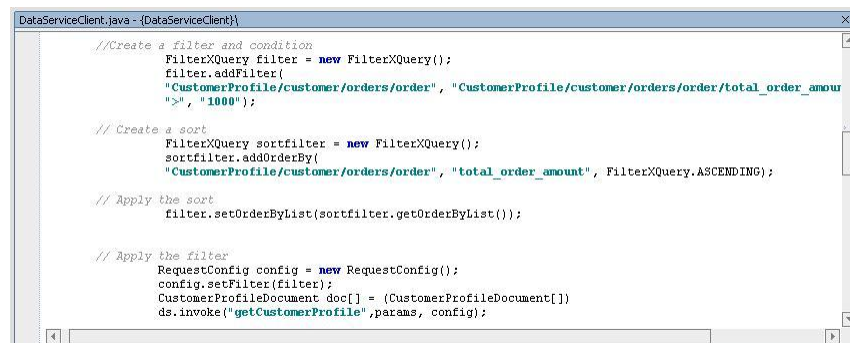 DataServiceClient.java - {DataServiceClient}\
//Create a filter and condition
FilterXQuery filter = new FilterXQuery();
filter.addFilter(
"CustomerProfile/customer/orders/order", "CustomerProfile/customer/orders/order/total_order_amoun
">", "1000");
// Create a sort
FilterXQuery sortfilter = new FilterXQuery();
sortfilter.addOrderBy(
"CustomerProfile/customer/orders/order", "total_order_amount", FilterXQuery.ASCENDING);
// Apply the sort
filter.setOrderByList(sortfilter.getOrderByList());
// Apply the filter
RequestConfig config = new RequestConfig();
config.setFilter(filter);
CustomerProfileDocument doc[] = (CustomerProfileDocument[])
ds.invoke("getCustomerProfile",params, config);